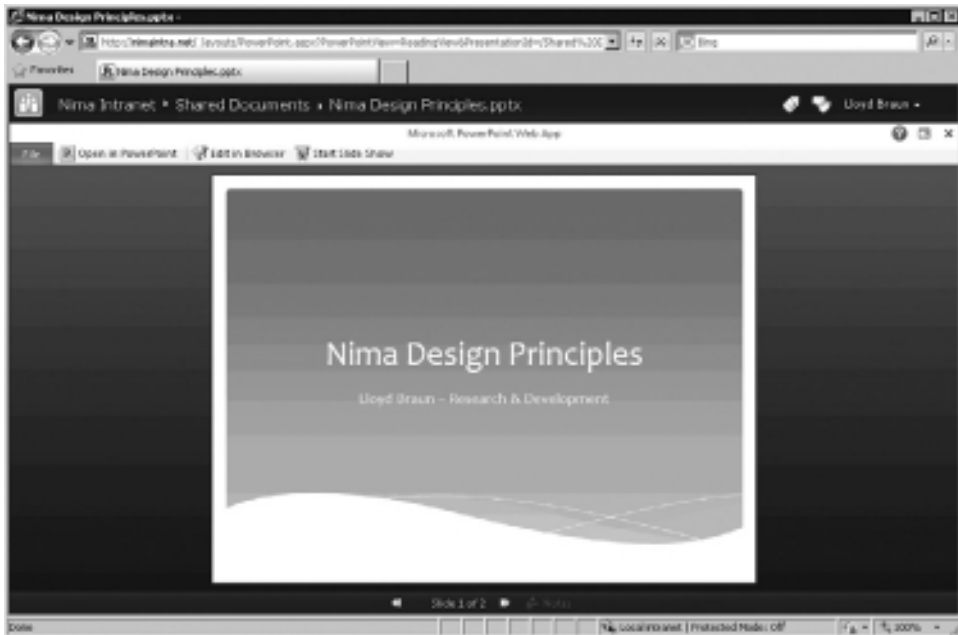 Nima Design Principles.pptx -
Bing
Favorites Nima Design Principles.pptx
Nima Intranet ▸ Shared Documents ▸ Nima Design Principles.pptx Lloyd Braun
Microsoft PowerPoint Web App
File Open in PowerPoint Edit in Browser Start Slide Show
Nima Design Principles
Lloyd Braun – Research & Development
Slide 1 of 2 Notes
Done Local intranet | Protected Mode: Off 100%